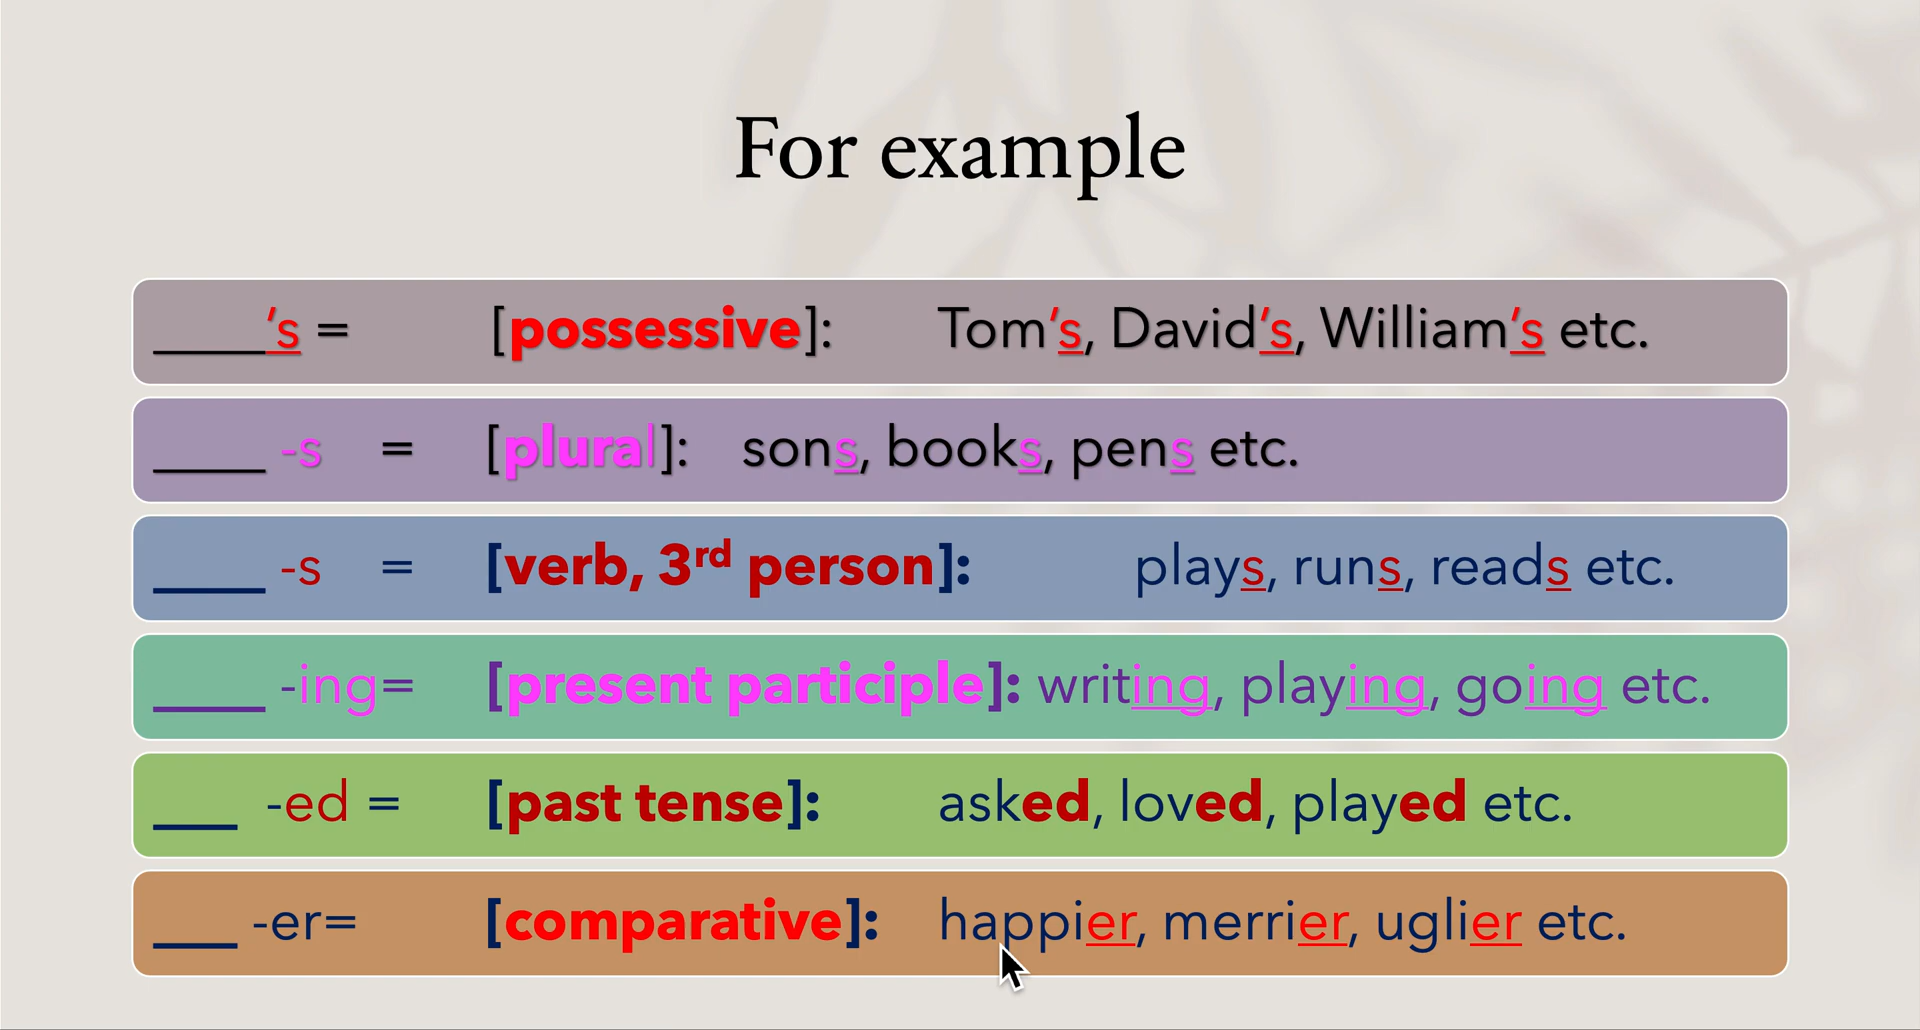 For example
____’s = [possessive]: Tom’s, David’s, William’s etc.
____ -s = [plural]: sons, books, pens etc.
____ -s = [verb, 3rd person]: plays, runs, reads etc.
____ -ing= [present participle]: writing, playing, going etc.
___ -ed = [past tense]: asked, loved, played etc.
___ -er= [comparative]: happier, merrier, uglier etc.